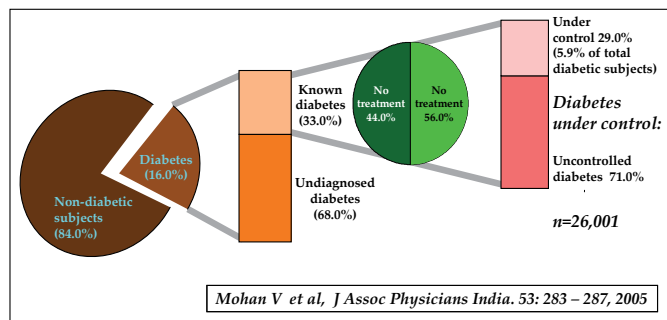 Non-diabetic
subjects
(84.0%)
Diabetes
(16.0%)
Known
diabetes
(33.0%)
Undiagnosed
diabetes
(68.0%)
No
treatment
44.0%
No
treatment
56.0%
Under
control 29.0%
(5.9% of total
diabetic subjects)
Diabetes
under control:
Uncontrolled
diabetes 71.0%
n=26,001
Mohan V et al, J Assoc Physicians India. 53: 283 – 287, 2005